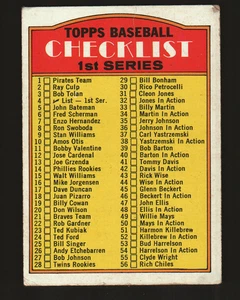 TOPPS BASEBALL
CHECKLIST
1st SERIES
1 Pirates Team
2 Ray Culp
3 Bob Tolan
4 List — 1st Ser.
5 John Bateman
6 Fred Scherman
7 Enzo Hernandez
8 Ron Swoboda
9 Stan Williams
10 Amos Otis
11 Bobby Valentine
12 Jose Cardenal
13 Joe Grzenda
14 Phillies Rookies
15 Walt Williams
16 Mike Jorgensen
17 Dave Duncan
18 Juan Pizarro
19 Billy Cowan
20 Don Wilson
21 Braves Team
22 Rob Gardner
23 Ted Kubiak
24 Ted Ford
25 Bill Singer
26 Andy Etchebarren
27 Bob Johnson
28 Twins Rookies
29 Bill Bonham
30 Rico Petrocelli
31 Cleon Jones
32 Jones In Action
33 Billy Martin
34 Martin In Action
35 Jerry Johnson
36 Johnson In Action
37 Carl Yastrzemski
38 Yastrzemski In Action
39 Bob Barton
40 Barton In Action
41 Tommy Davis
42 Davis In Action
43 Rick Wise
44 Wise In Action
45 Glenn Beckert
46 Beckert In Action
47 John Ellis
48 Ellis In Action
49 Willie Mays
50 Mays In Action
51 Harmon Killebrew
52 Killebrew In Action
53 Bud Harrelson
54 Harrelson In Action
55 Clyde Wright
56 Rich Chiles